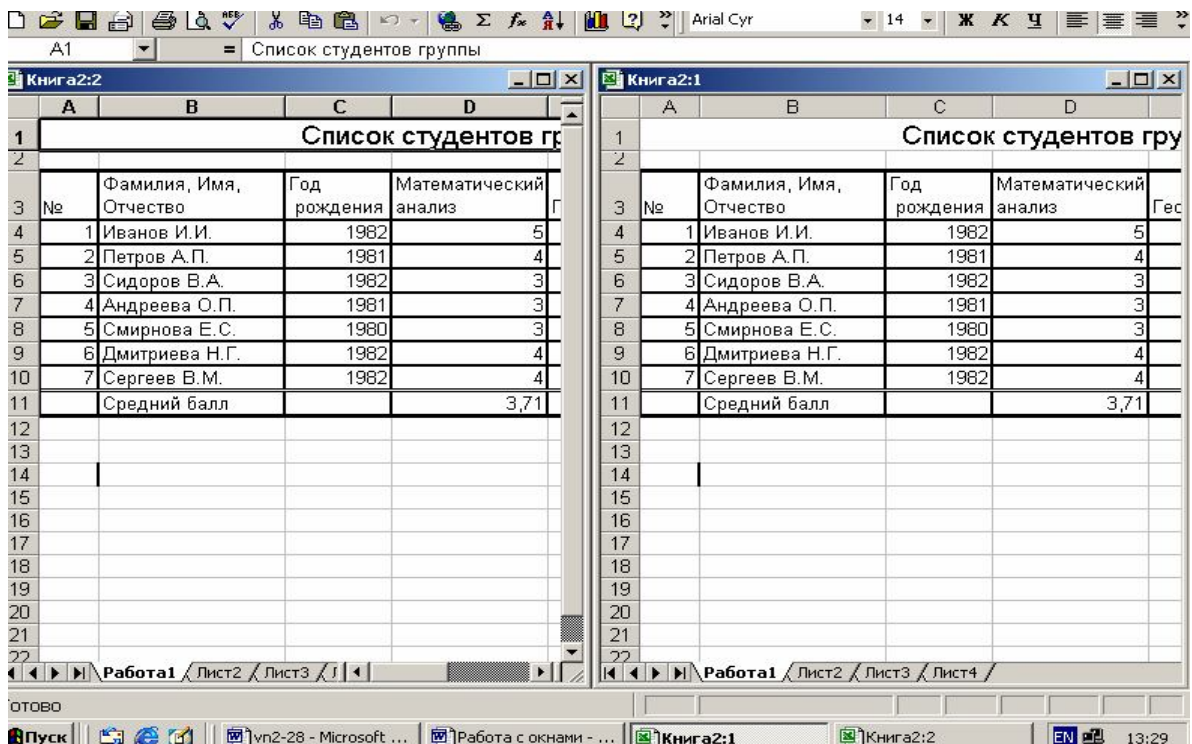 Arial Cyr 14 Ж К Ч
A1 = Список студентов группы
Книга2:2
A B C D
1 Список студентов гр
2
3 № Фамилия, Имя, Отчество Год рождения Математический анализ Г
4 1 Иванов И.И. 1982 5
5 2 Петров А.П. 1981 4
6 3 Сидоров В.А. 1982 3
7 4 Андреева О.П. 1981 3
8 5 Смирнова Е.С. 1980 3
9 6 Дмитриева Н.Г. 1982 4
10 7 Сергеев В.М. 1982 4
11 Средний балл 3,71
12
13
14
15
16
17
18
19
20
21
22
Работа1 Лист2 Лист3
Книга2:1
A B C D
1 Список студентов гру
2
3 № Фамилия, Имя, Отчество Год рождения Математический анализ Гео
4 1 Иванов И.И. 1982 5
5 2 Петров А.П. 1981 4
6 3 Сидоров В.А. 1982 3
7 4 Андреева О.П. 1981 3
8 5 Смирнова Е.С. 1980 3
9 6 Дмитриева Н.Г. 1982 4
10 7 Сергеев В.М. 1982 4
11 Средний балл 3,71
12
13
14
15
16
17
18
19
20
21
22
Работа1 Лист2 Лист3 Лист4
отово
Пуск vn2-28 - Microsoft ... Работа с окнами - ... Книга2:1 Книга2:2 EN 13:29